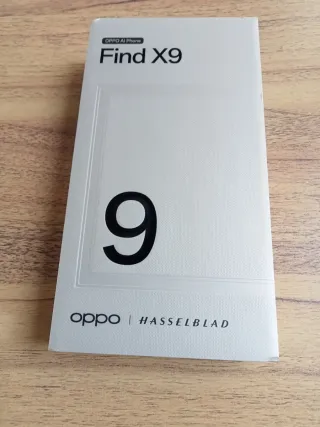 OPPO AI Phone
Find X9
9
oppo | HASSELBLAD